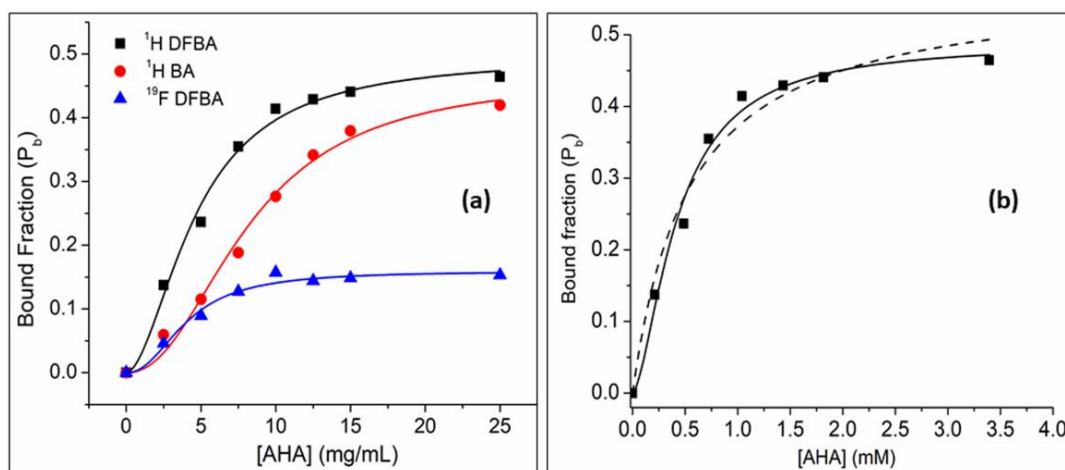 ¹H DFBA
¹H BA
¹⁹F DFBA
(a)
Bound Fraction (P_b)
0.5
0.4
0.3
0.2
0.1
0.0
0 5 10 15 20 25
[AHA] (mg/mL)
(b)
Bound fraction (P_b)
0.5
0.4
0.3
0.2
0.1
0.0
0.0 0.5 1.0 1.5 2.0 2.5 3.0 3.5 4.0
[AHA] (mM)